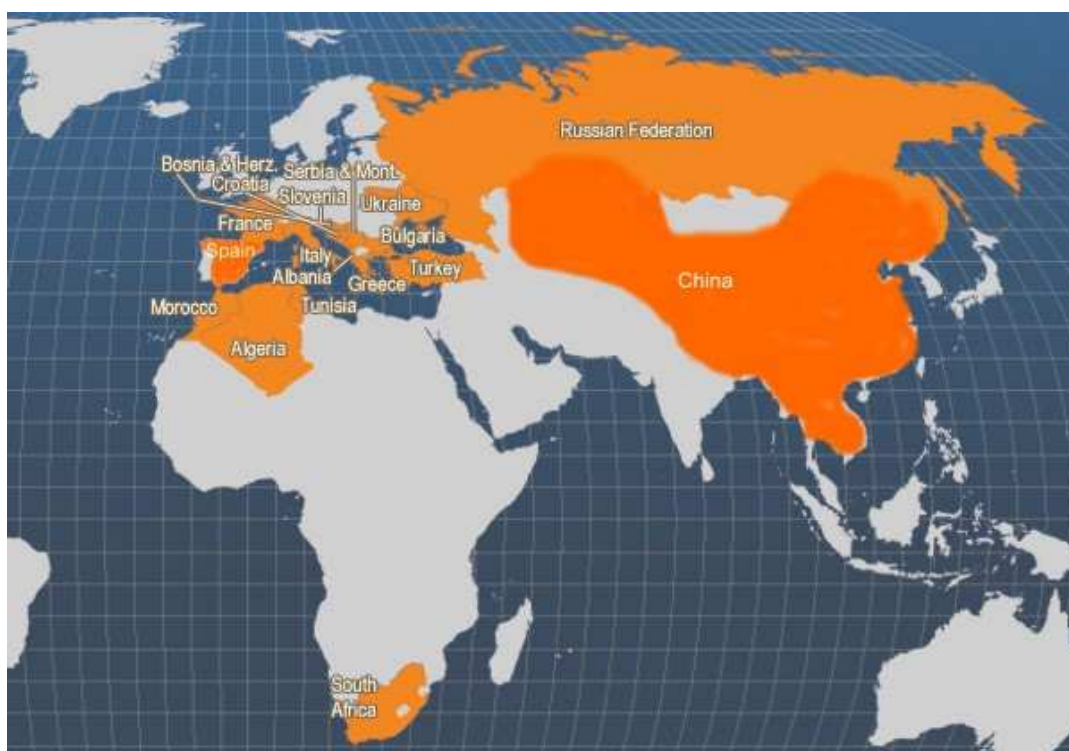 Russian Federation
Bosnia & Herz.
Serbia & Mont.
Croatia
Slovenia
Ukraine
France
Bulgaria
Spain
Italy
Albania
Greece
Turkey
China
Morocco
Tunisia
Algeria
South
Africa